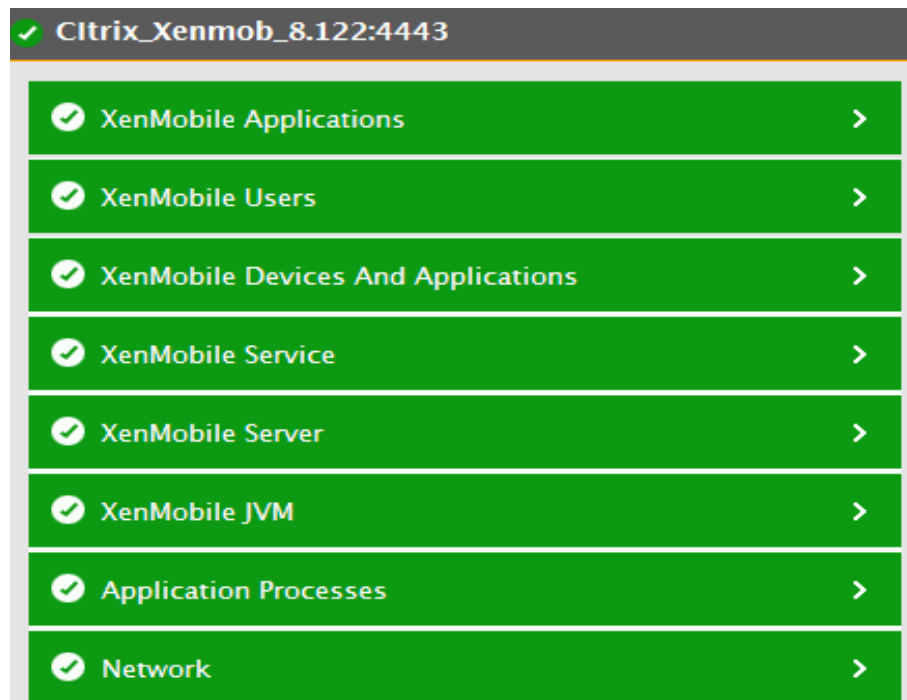 CItrix_Xenmob_8.122:4443
XenMobile Applications
XenMobile Users
XenMobile Devices And Applications
XenMobile Service
XenMobile Server
XenMobile JVM
Application Processes
Network